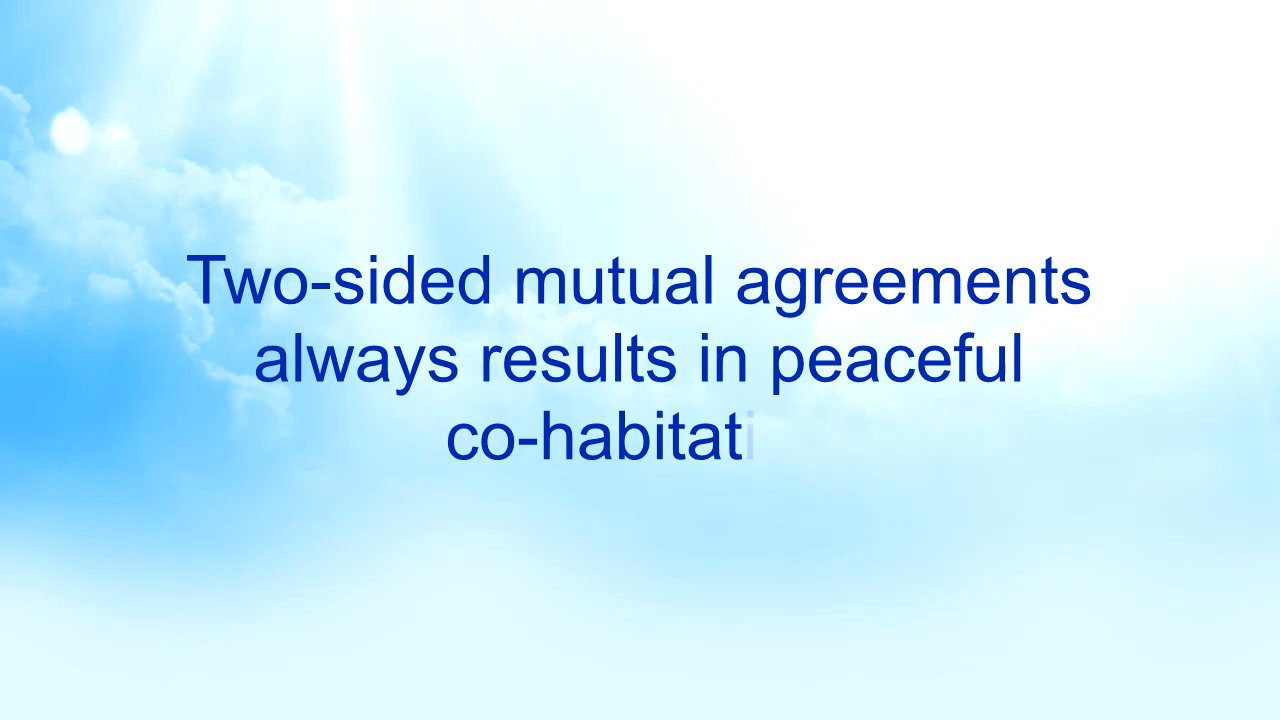 Two-sided mutual agreements
always results in peaceful
co-habitati